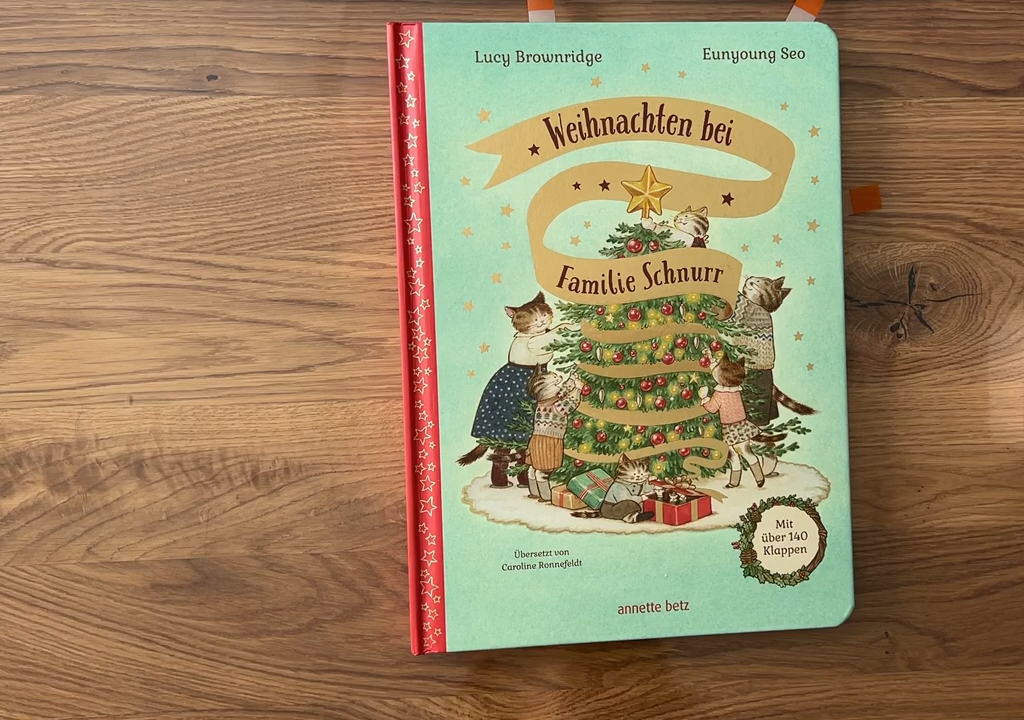 Lucy Brownridge
Eunyoung Seo
Weihnachten bei
Familie Schnurr
Mit
über 140
Klappen
Übersetzt von
Caroline Ronnefeldt
annette betz